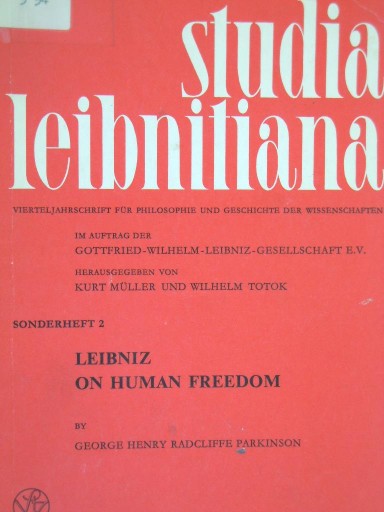 studia
leibnitiana
VIERTELJAHRSCHRIFT FÜR PHILOSOPHIE UND GESCHICHTE DER WISSENSCHAFTEN
IM AUFTRAG DER
GOTTFRIED-WILHELM-LEIBNIZ-GESELLSCHAFT E.V.
HERAUSGEGEBEN VON
KURT MÜLLER UND WILHELM TOTOK
SONDERHEFT 2
LEIBNIZ
ON HUMAN FREEDOM
BY
GEORGE HENRY RADCLIFFE PARKINSON